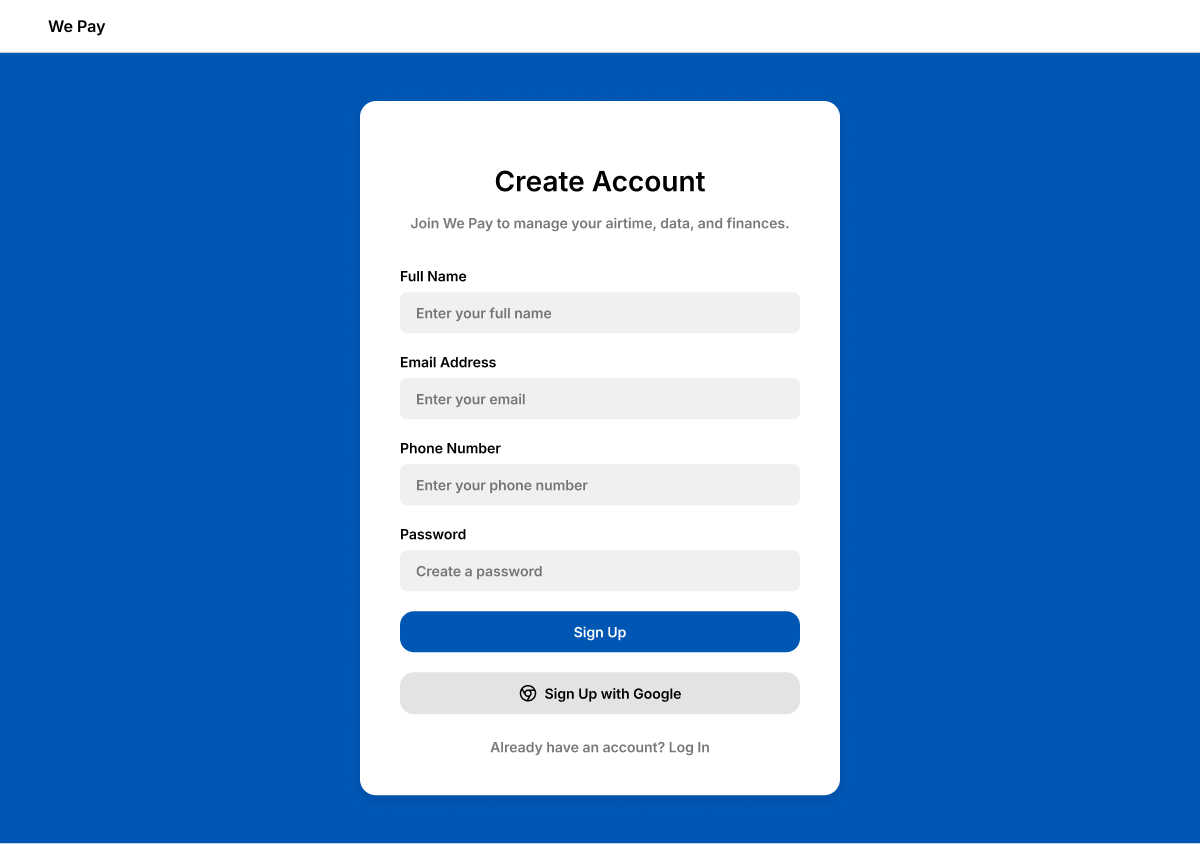 We Pay
Create Account
Join We Pay to manage your airtime, data, and finances.
Full Name
Enter your full name
Email Address
Enter your email
Phone Number
Enter your phone number
Password
Create a password
Sign Up
Sign Up with Google
Already have an account? Log In